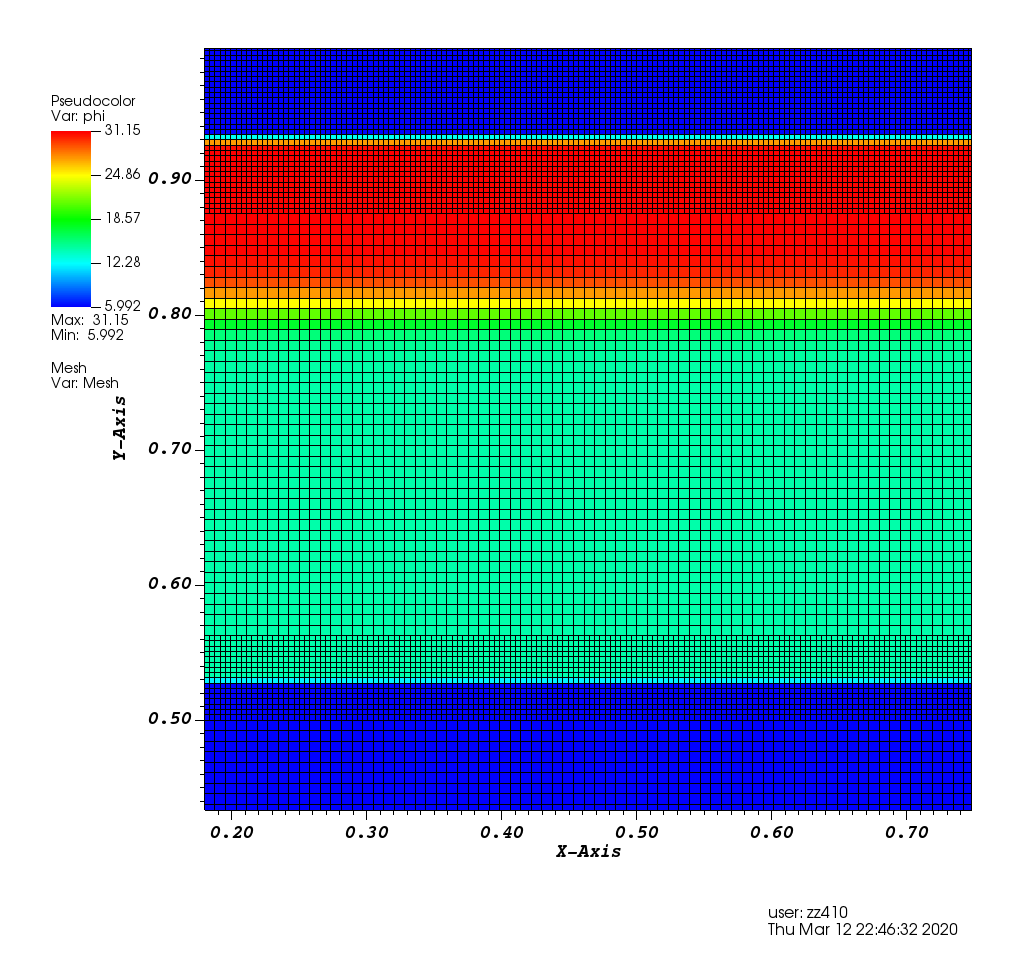 Pseudocolor
Var: phi
31.15
24.86
18.57
12.28
5.992
Max: 31.15
Min: 5.992
Mesh
Var: Mesh
Y-Axis
0.90
0.80
0.70
0.60
0.50
0.20 0.30 0.40 0.50 0.60 0.70
X-Axis
user: zz410
Thu Mar 12 22:46:32 2020